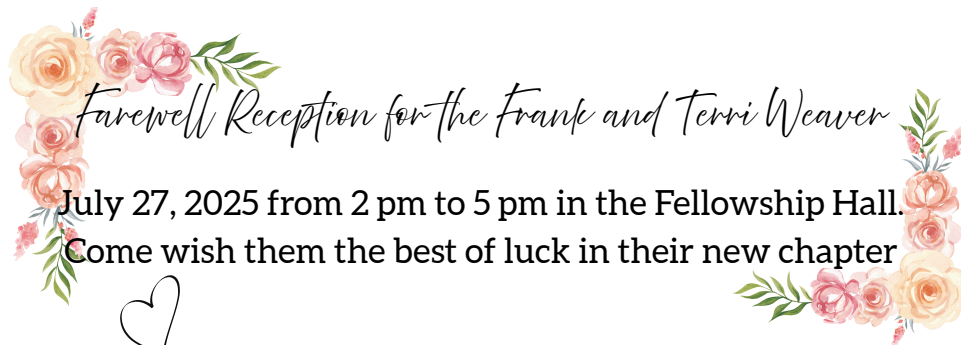 Farewell Reception for the Frank and Terri Weaver
July 27, 2025 from 2 pm to 5 pm in the Fellowship Hall.
Come wish them the best of luck in their new chapter